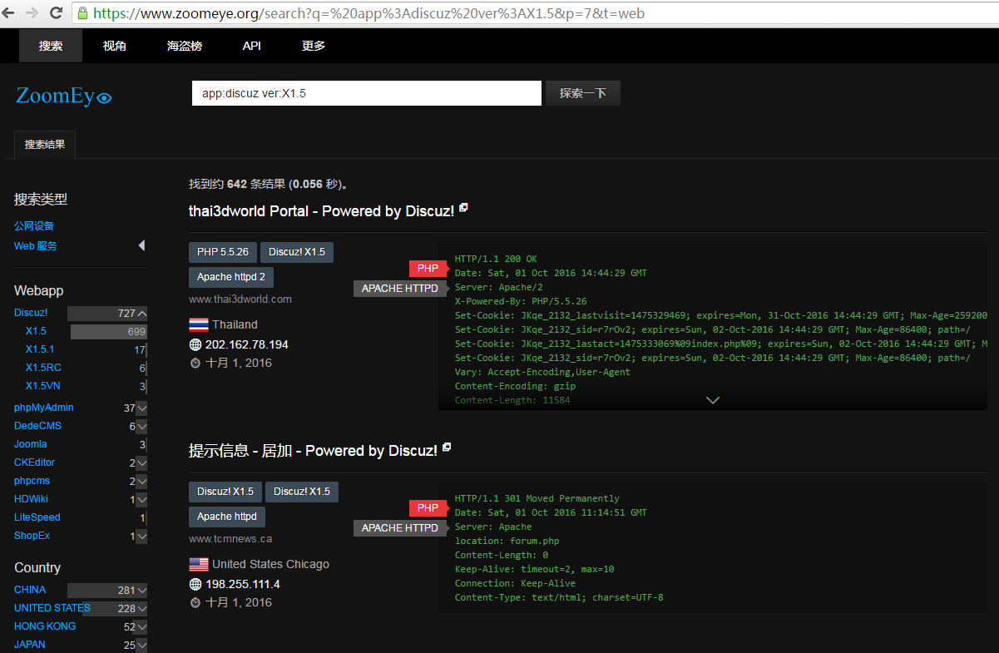 https://www.zoomeye.org/search?q=%20app%3Adiscuz%20ver%3AX1.5&p=7&t=web
搜索 视角 海盗榜 API 更多
ZoomEy
app:discuz ver:X1.5 探索一下
搜索结果
搜索类型
公网设备
Web 服务
Webapp
Discuz! 727
X1.5 699
X1.5.1 17
X1.5RC 6
X1.5VN 3
phpMyAdmin 37
DedeCMS 6
Joomla 3
CKEditor 2
phpcms 2
HDWiki 1
LiteSpeed 1
ShopEx 1
Country
CHINA 281
UNITED STATES 228
HONG KONG 52
JAPAN 25
找到约 642 条结果 (0.056 秒)。
thai3dworld Portal - Powered by Discuz!
PHP 5.5.26 Discuz! X1.5
Apache httpd 2
www.thai3dworld.com
Thailand
202.162.78.194
十月 1, 2016
PHP
APACHE HTTPD
HTTP/1.1 200 OK
Date: Sat, 01 Oct 2016 14:44:29 GMT
Server: Apache/2
X-Powered-By: PHP/5.5.26
Set-Cookie: JKqe_2132_lastvisit=1475329469; expires=Mon, 31-Oct-2016 14:44:29 GMT; Max-Age=259200
Set-Cookie: JKqe_2132_sid=r7rOv2; expires=Sun, 02-Oct-2016 14:44:29 GMT; Max-Age=86400; path=/
Set-Cookie: JKqe_2132_lastact=1475333069%09index.php%09; expires=Sun, 02-Oct-2016 14:44:29 GMT; M
Set-Cookie: JKqe_2132_sid=r7rOv2; expires=Sun, 02-Oct-2016 14:44:29 GMT; Max-Age=86400; path=/
Vary: Accept-Encoding,User-Agent
Content-Encoding: gzip
Content-Length: 11584
提示信息 - 居加 - Powered by Discuz!
Discuz! X1.5 Discuz! X1.5
Apache httpd
www.tcmnews.ca
United States Chicago
198.255.111.4
十月 1, 2016
PHP
APACHE HTTPD
HTTP/1.1 301 Moved Permanently
Date: Sat, 01 Oct 2016 11:14:51 GMT
Server: Apache
location: forum.php
Content-Length: 0
Keep-Alive: timeout=2, max=10
Connection: Keep-Alive
Content-Type: text/html; charset=UTF-8